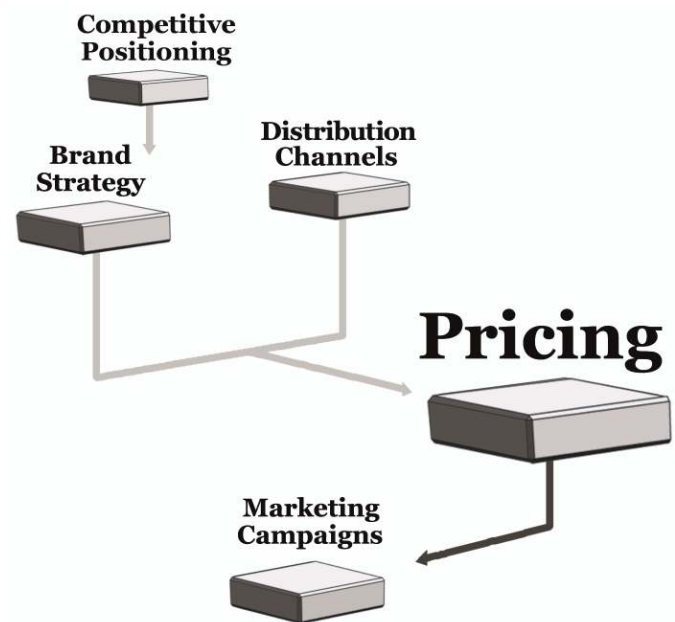 Competitive
Positioning
Distribution
Channels
Brand
Strategy
Pricing
Marketing
Campaigns